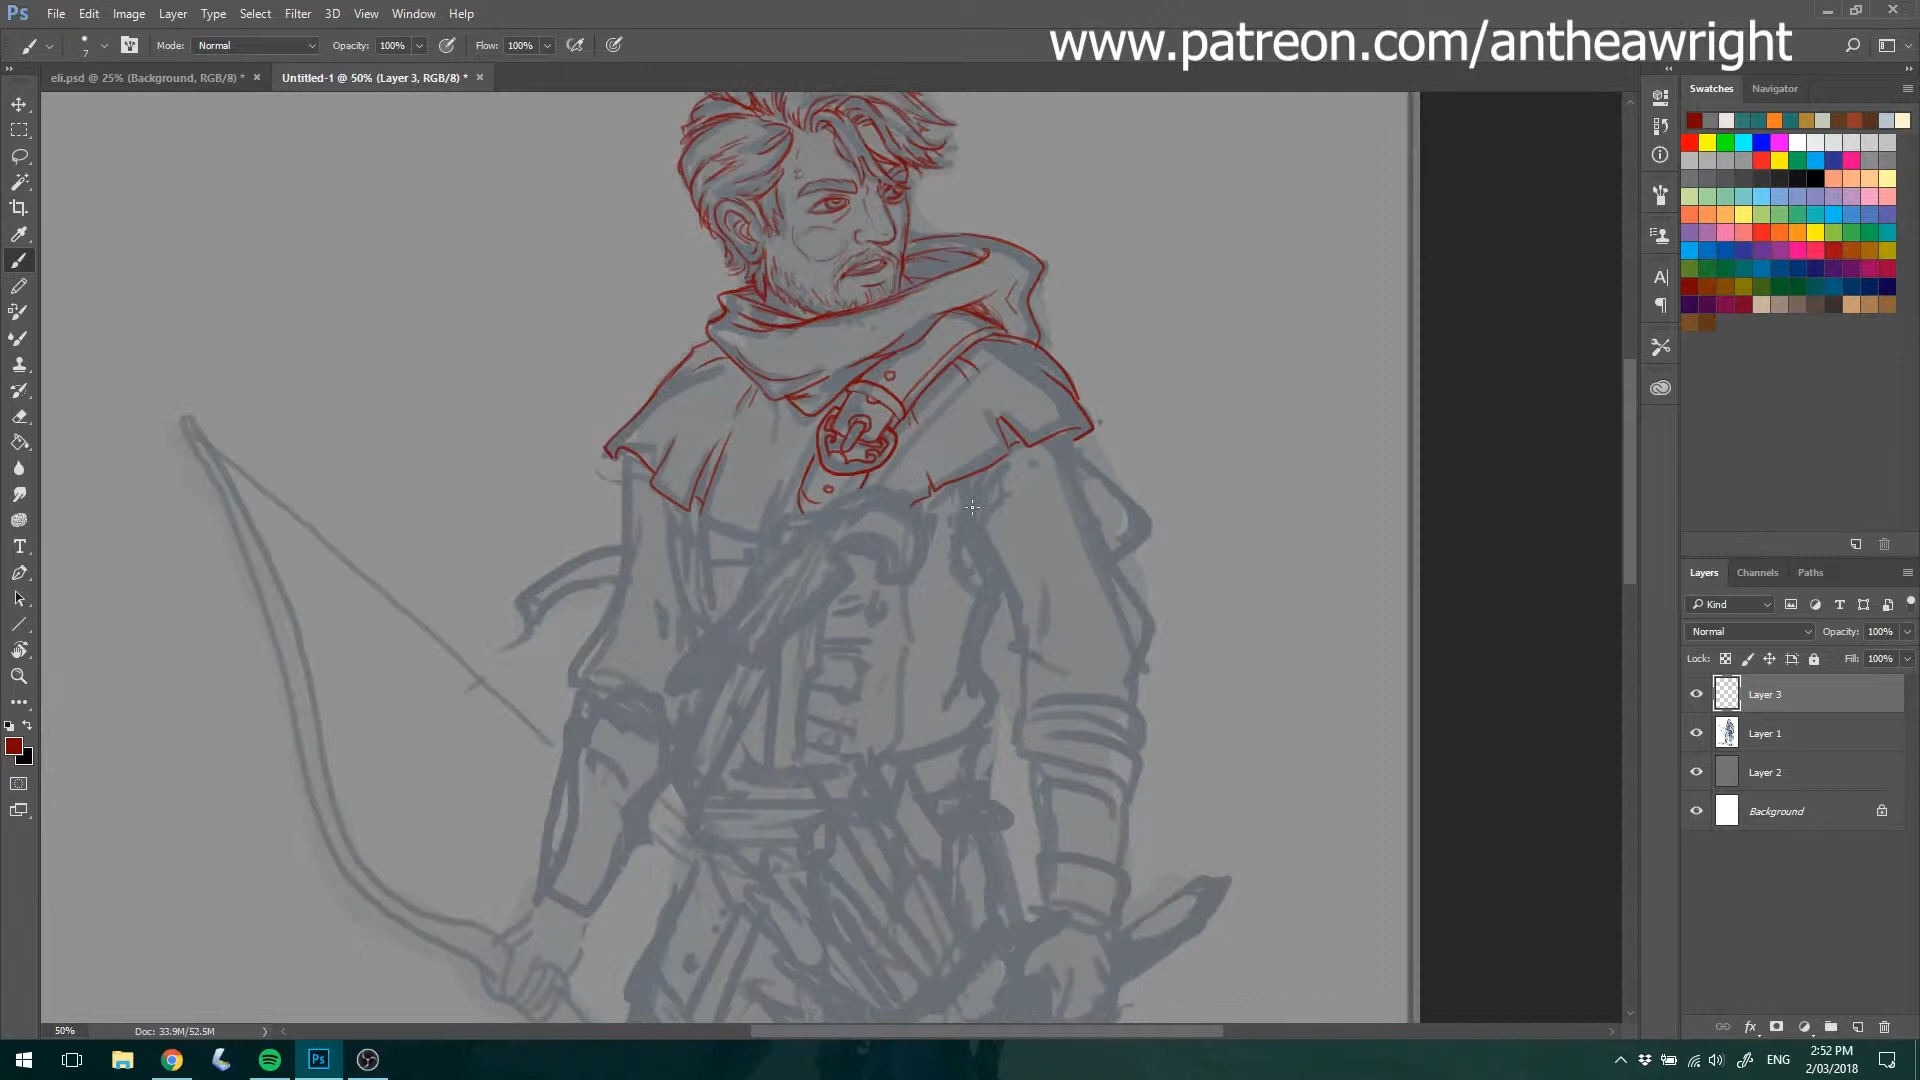 Ps File Edit Image Layer Type Select Filter 3D View Window Help
www.patreon.com/antheawright
7 Mode: Normal Opacity: 100% Flow: 100%
eli.psd @ 25% (Background, RGB/8) * × Untitled-1 @ 50% (Layer 3, RGB/8) * ×
Swatches Navigator
Layers Channels Paths
Kind
Normal Opacity: 100%
Lock: Fill: 100%
Layer 3
Layer 1
Layer 2
Background
50% Doc: 33.9M/52.5M
Ps
ENG
2:52 PM
2/03/2018